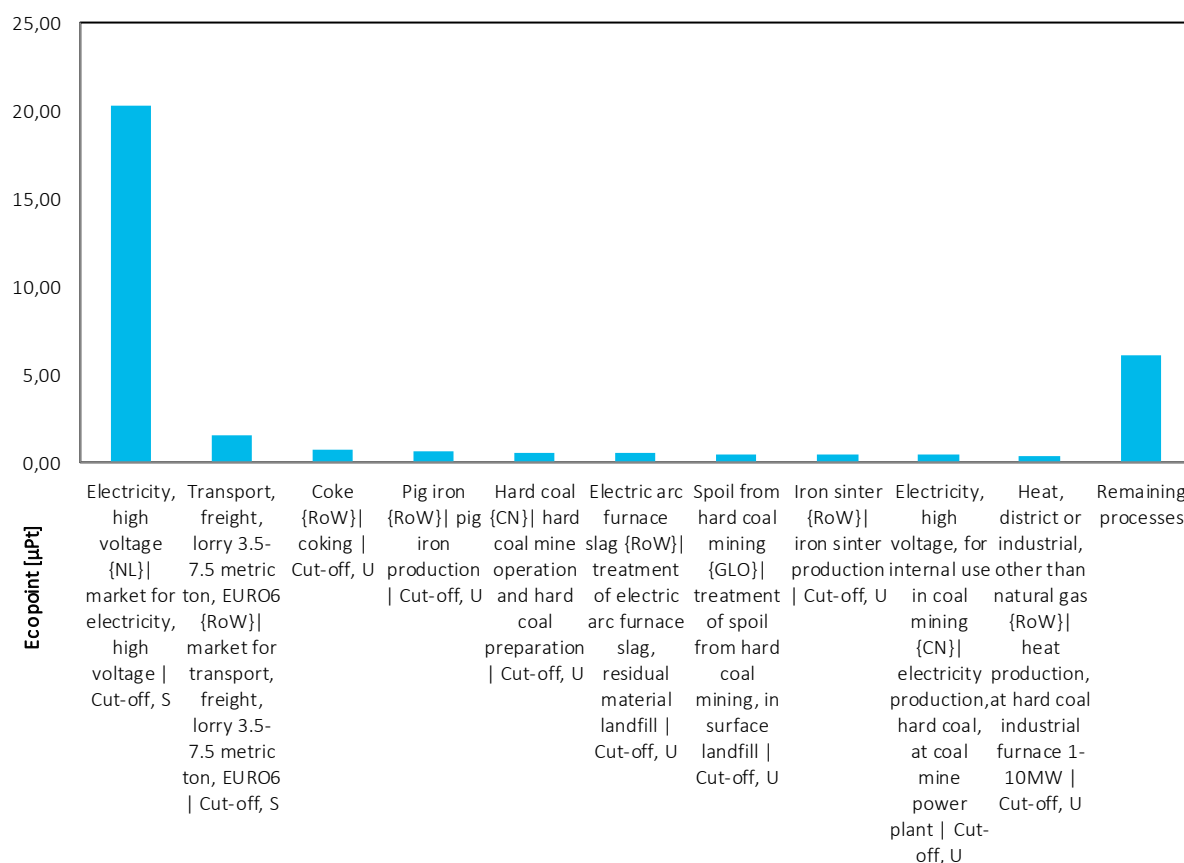 25,00
20,00
15,00
10,00
5,00
0,00
Ecopoint [µPt]
Electricity,
high
voltage
{NL}|
market for
electricity,
high
voltage |
Cut-off, S
Transport,
freight,
lorry 3.5-
7.5 metric
ton, EURO6
{RoW}|
market for
transport,
freight,
lorry 3.5-
7.5 metric
ton, EURO6
| Cut-off, S
Coke
{RoW}|
coking |
Cut-off, U
Pig iron
{RoW}| pig
iron
production
| Cut-off, U
Hard coal
{CN}| hard
coal mine
operation
and hard
coal
preparation
| Cut-off, U
Electric arc
furnace
slag {RoW}|
treatment
of electric
arc furnace
slag,
residual
material
landfill |
Cut-off, U
Spoil from
hard coal
mining
{GLO}|
treatment
of spoil
from hard
coal
mining, in
surface
landfill |
Cut-off, U
Iron sinter
{RoW}|
iron sinter
production
| Cut-off, U
Electricity,
high
voltage, for
internal use
in coal
mining
{CN}|
electricity
production,
hard coal,
at coal
mine
power
plant | Cut-
off, U
Heat,
district or
industrial,
other than
natural gas
{RoW}|
heat
production,
at hard coal
industrial
furnace 1-
10MW |
Cut-off, U
Remaining
processes